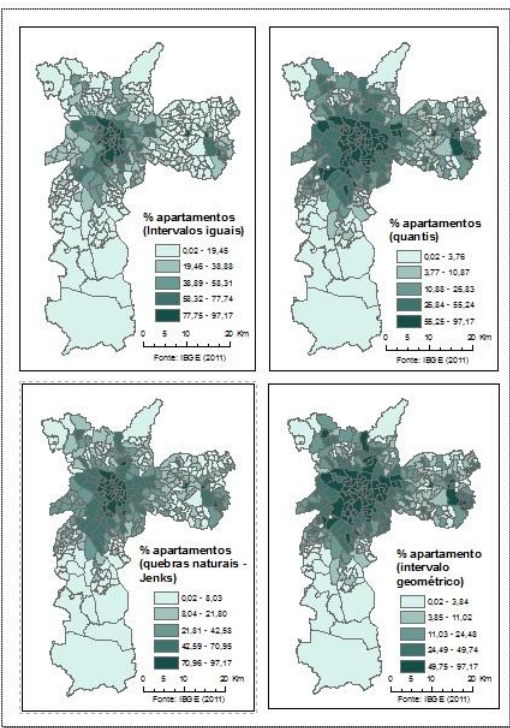 % apartamentos
(Intervalos iguais)
0,02 - 19,45
19,46 - 38,88
38,89 - 58,31
58,32 - 77,74
77,75 - 97,17
0 5 10 20 Km
Fonte: IBGE (2011)
% apartamentos
(quantis)
0,02 - 3,76
3,77 - 10,87
10,88 - 26,83
26,84 - 55,24
55,25 - 97,17
0 5 10 20 Km
Fonte: IBGE (2011)
% apartamentos
(quebras naturais -
Jenks)
0,02 - 8,03
8,04 - 21,80
21,81 - 42,58
42,59 - 70,95
70,96 - 97,17
0 5 10 20 Km
Fonte: IBGE (2011)
% apartamento
(intervalo
geométrico)
0,02 - 3,84
3,85 - 11,02
11,03 - 24,48
24,49 - 49,74
49,75 - 97,17
0 5 10 20 Km
Fonte: IBGE (2011)